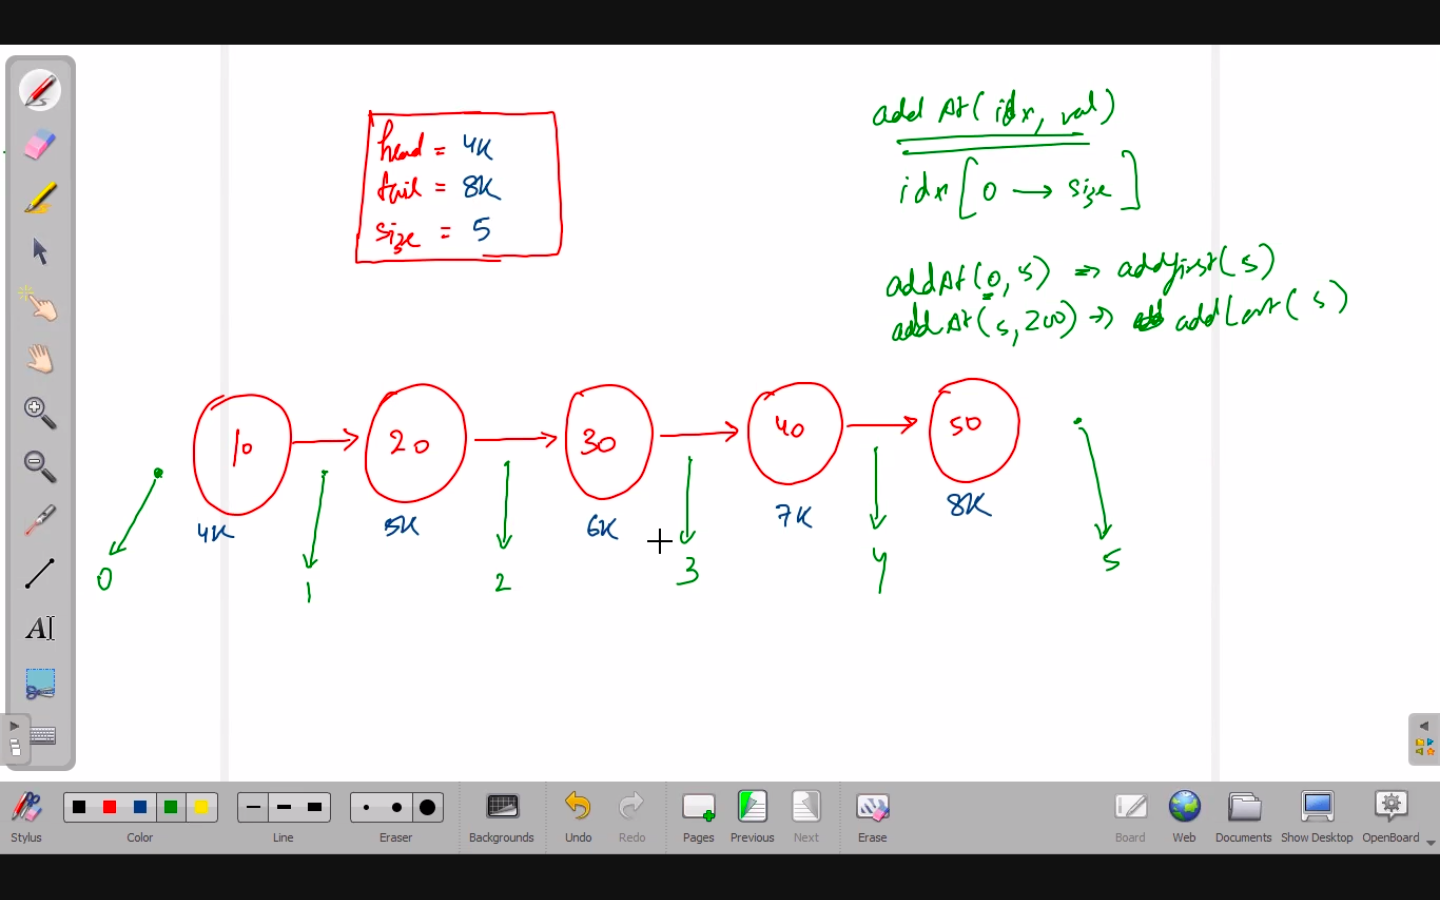 addAt(idx, val)
head = 4K
tail = 8K
size = 5
idx [0 → size]
addAt(0, 5) => addfirst(5)
addAt(5, 200) => addLast(5)
10 → 20 → 30 → 40 → 50
4K 5K 6K 7K 8K
0 1 2 3 4 5
A
Stylus Color Line Eraser Backgrounds Undo Redo Pages Previous Next Erase Board Web Documents Show Desktop OpenBoard